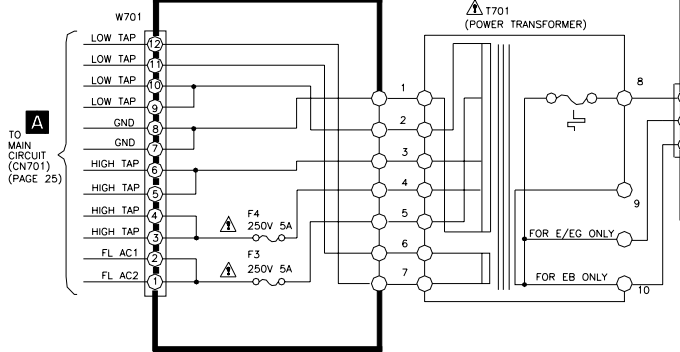 W701
T701
(POWER TRANSFORMER)
LOW TAP 12
LOW TAP 11
LOW TAP 10
LOW TAP 9
GND 8
GND 7
HIGH TAP 6
HIGH TAP 5
HIGH TAP 4
HIGH TAP 3
FL AC1 2
FL AC2 1
A
TO
MAIN
CIRCUIT
(CN701)
(PAGE 25)
F4
250V 5A
F3
250V 5A
1
2
3
4
5
6
7
8
9
FOR E/EG ONLY
FOR EB ONLY
10